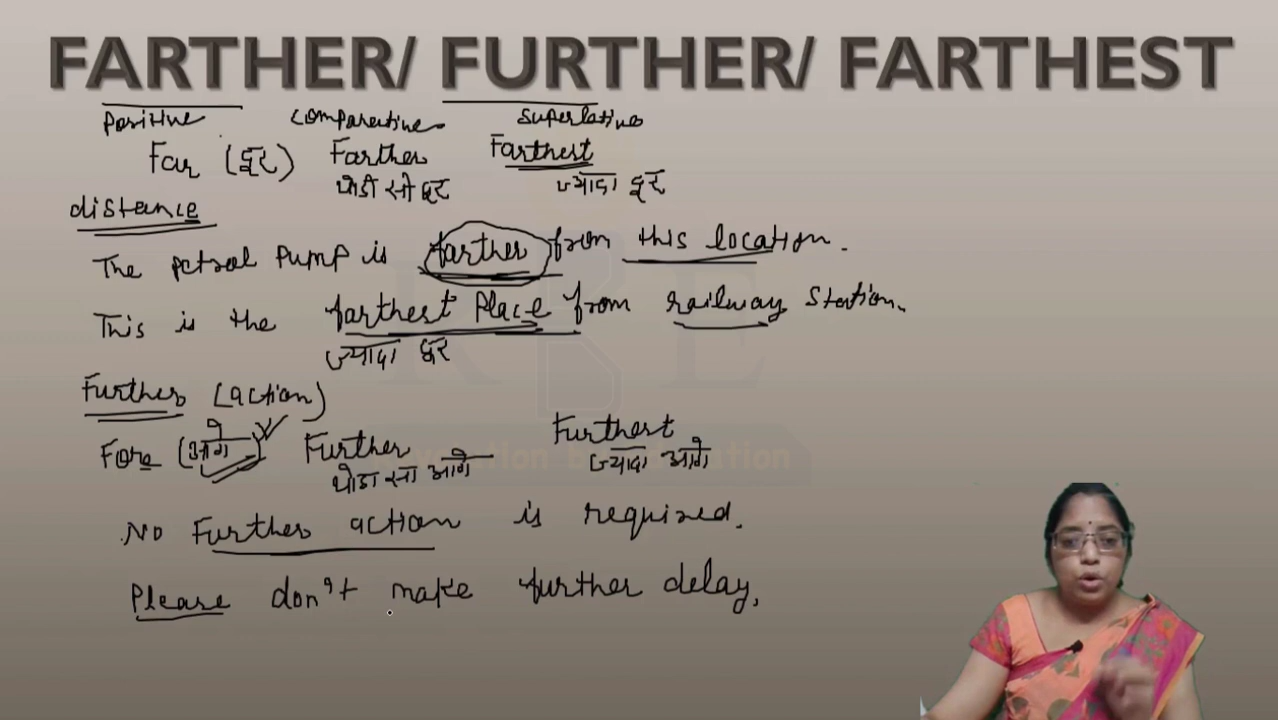 FARTHER/ FURTHER/ FARTHEST
Positive Comparative Superlative
Far (दूर) Farther Farthest
थोडी सी दूर ज्यादा दूर
distance
The petrol Pump is farther from this location.
This is the farthest Place from railway Station.
ज्यादा दूर
Further (action)
Fore (आगे) Further Furthest
थोडा सा आगे ज्यादा आगे
No Further action is required.
Please don't make further delay,